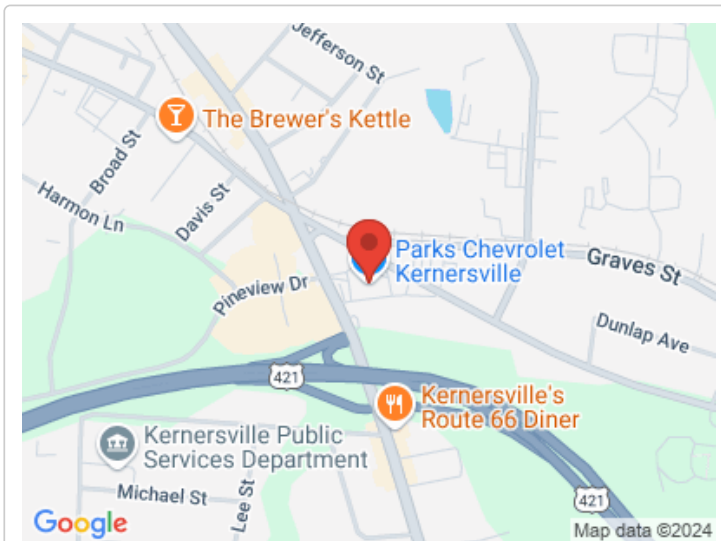 Jefferson St
The Brewer's Kettle
Broad St
Harmon Ln
Davis St
Parks Chevrolet
Kernersville
Graves St
Pineview Dr
Dunlap Ave
421
Kernersville's
Route 66 Diner
Kernersville Public
Services Department
Michael St
Lee St
421
Google
Map data ©2024